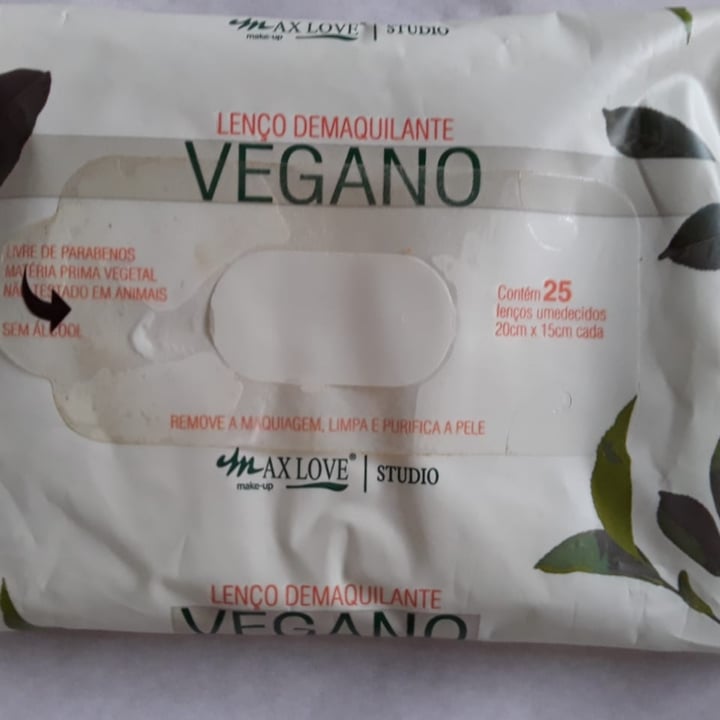 Max Love | STUDIO
make-up
LENÇO DEMAQUILANTE
VEGANO
LIVRE DE PARABENOS
MATÉRIA PRIMA VEGETAL
NÃO TESTADO EM ANIMAIS
SEM ÁLCOOL
Contém 25
lenços umedecidos
20cm x 15cm cada
REMOVE A MAQUIAGEM, LIMPA E PURIFICA A PELE
Max Love® | STUDIO
make-up
LENÇO DEMAQUILANTE
VEGANO